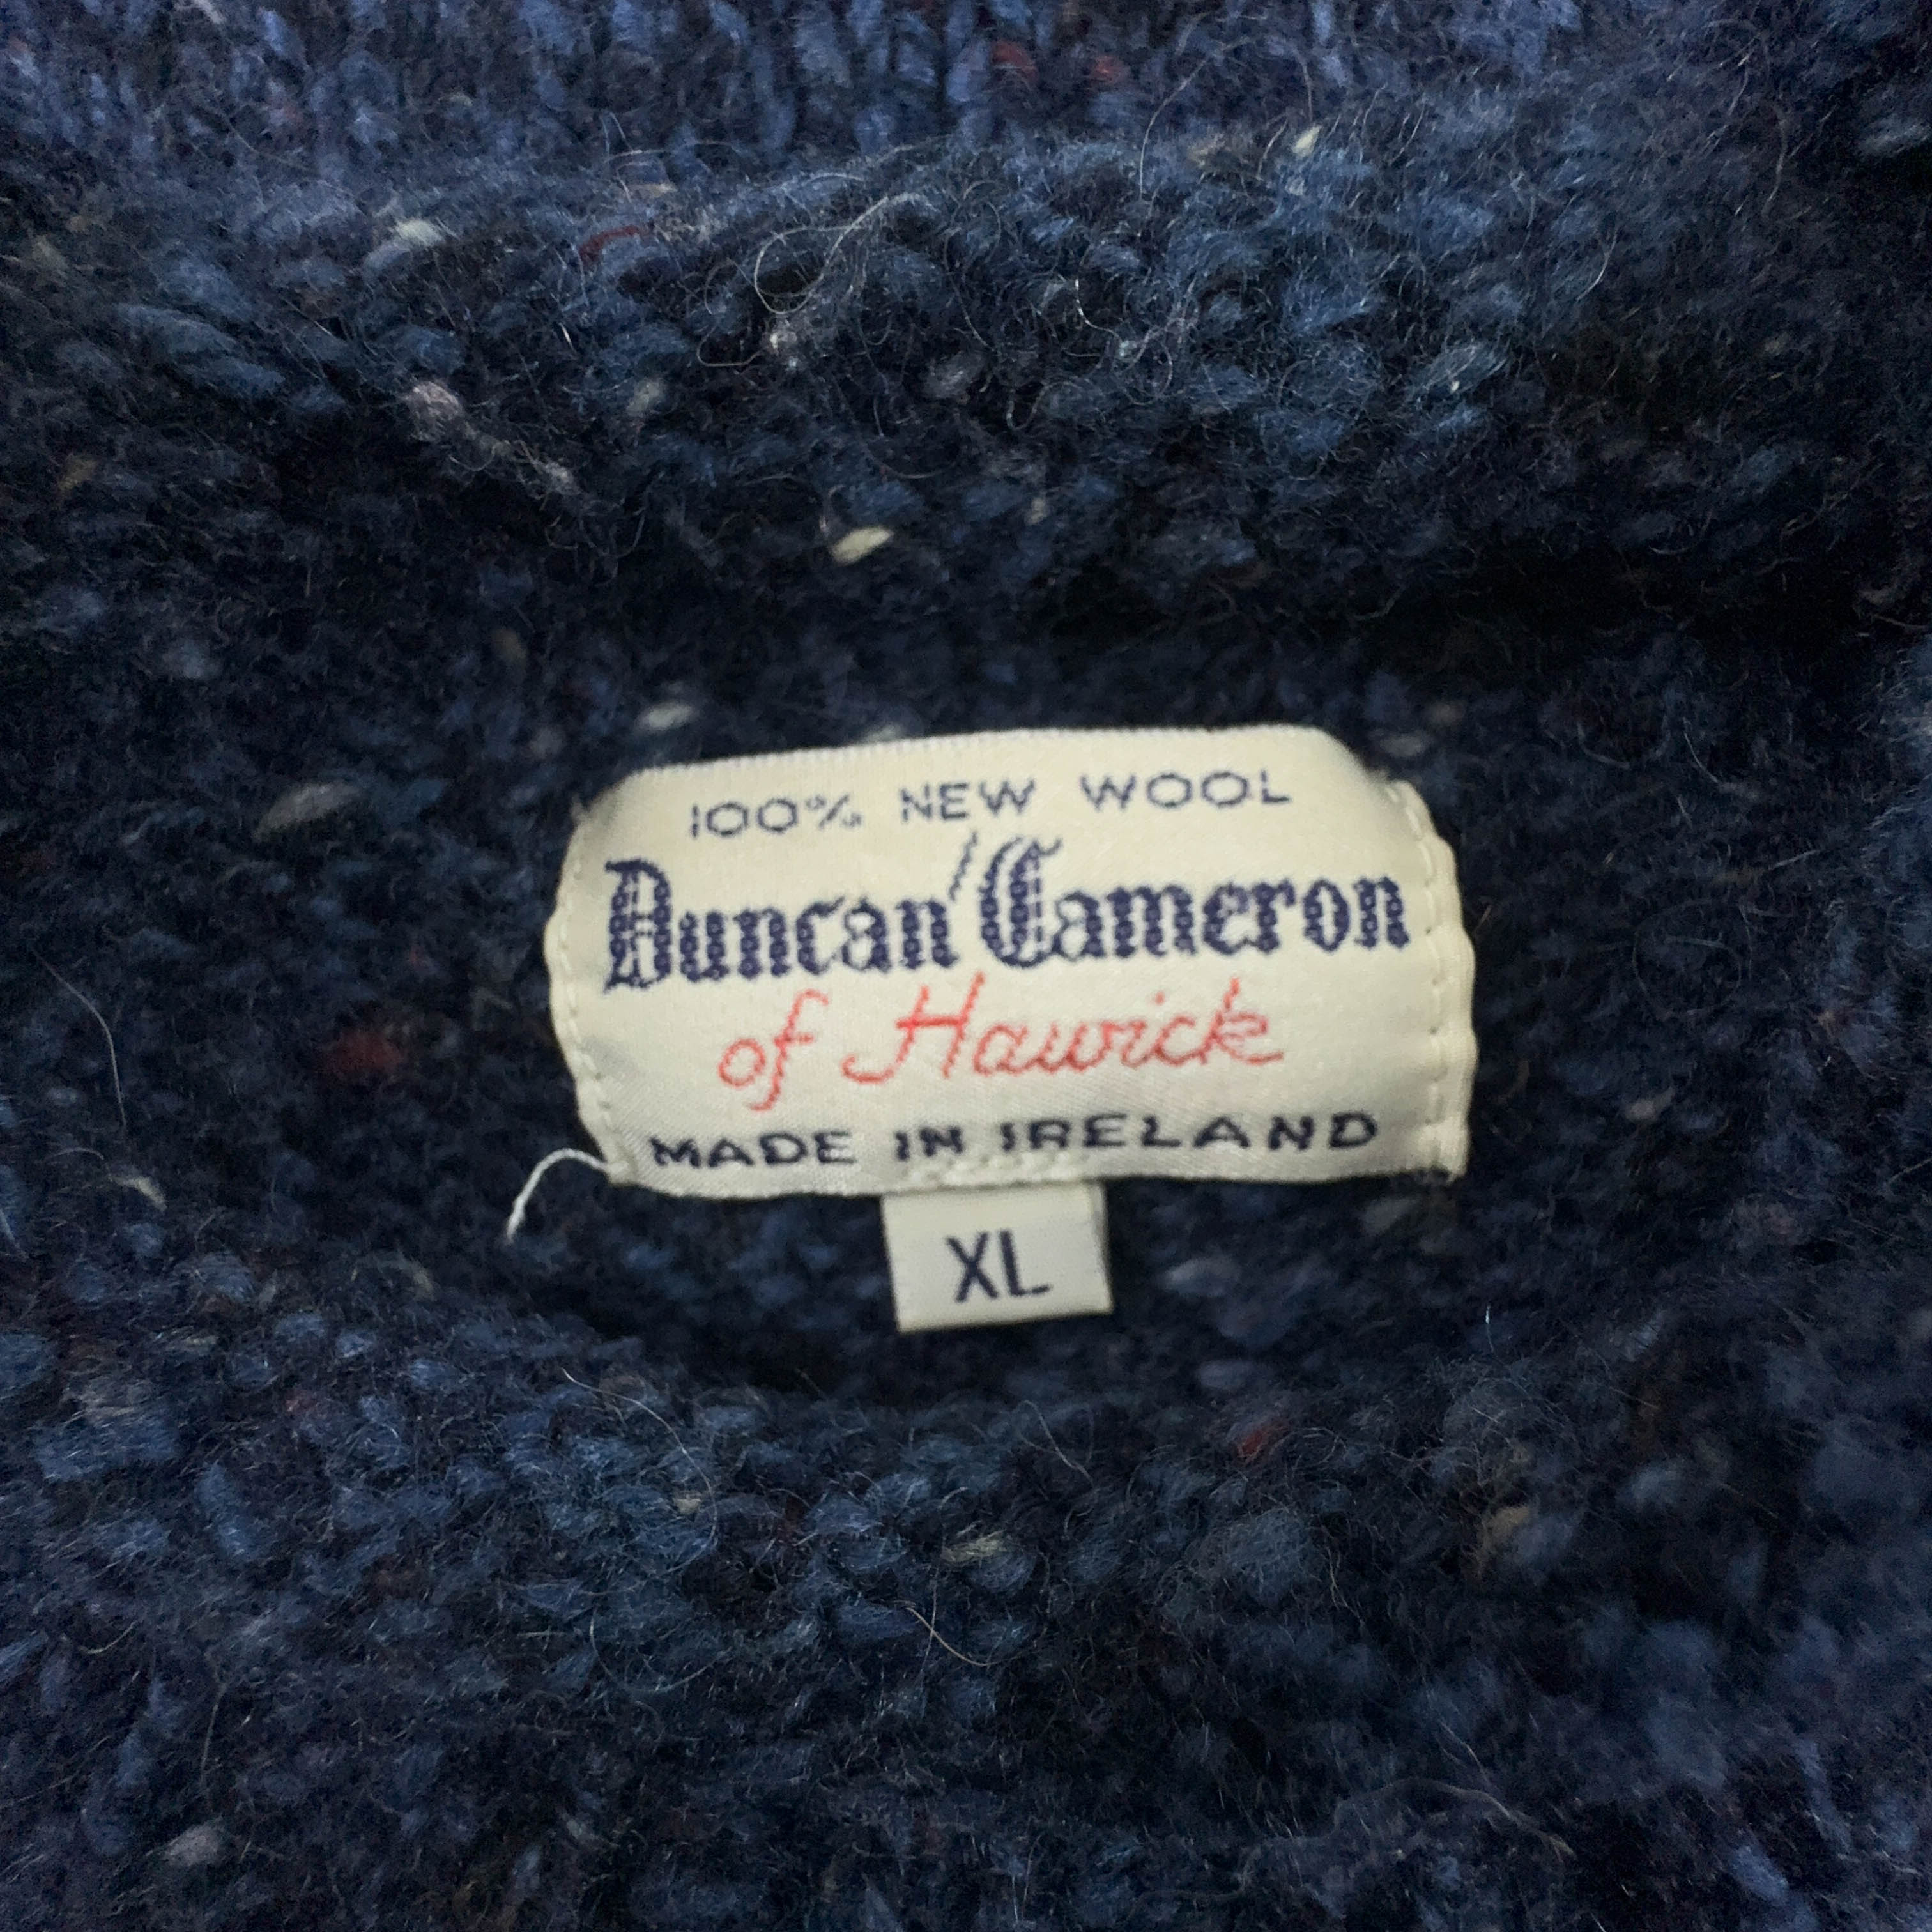 100% NEW WOOL
Duncan Cameron
of Hawick
MADE IN IRELAND
XL